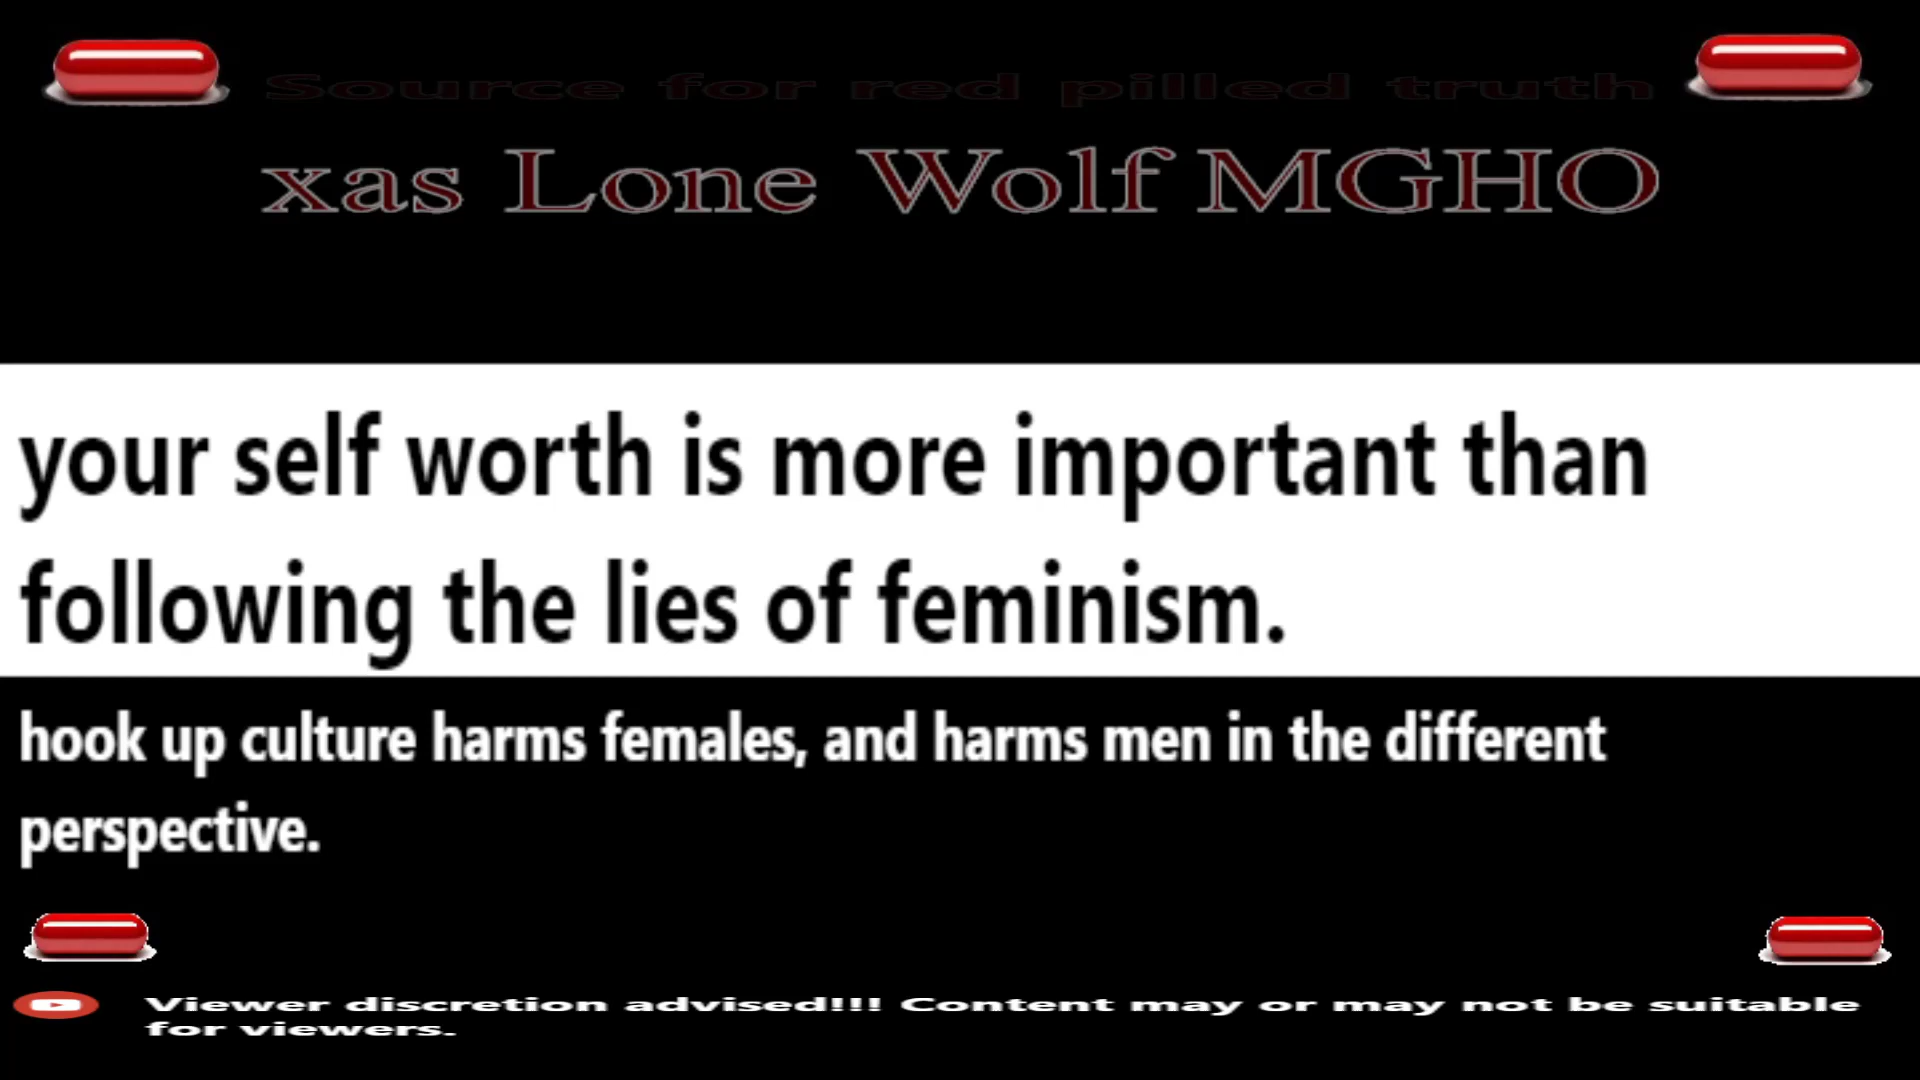 Source for red pilled truth
xas Lone Wolf MGHO
your self worth is more important than
following the lies of feminism.
hook up culture harms females, and harms men in the different
perspective.
Viewer discretion advised!!! Content may or may not be suitable
for viewers.